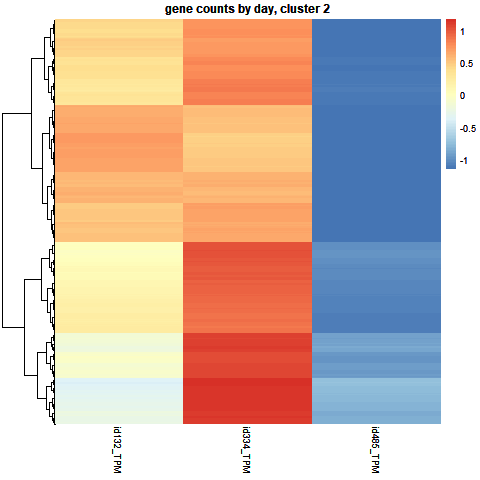 gene counts by day, cluster 2
1
0.5
0
-0.5
-1
id132_TPM
id334_TPM
id485_TPM